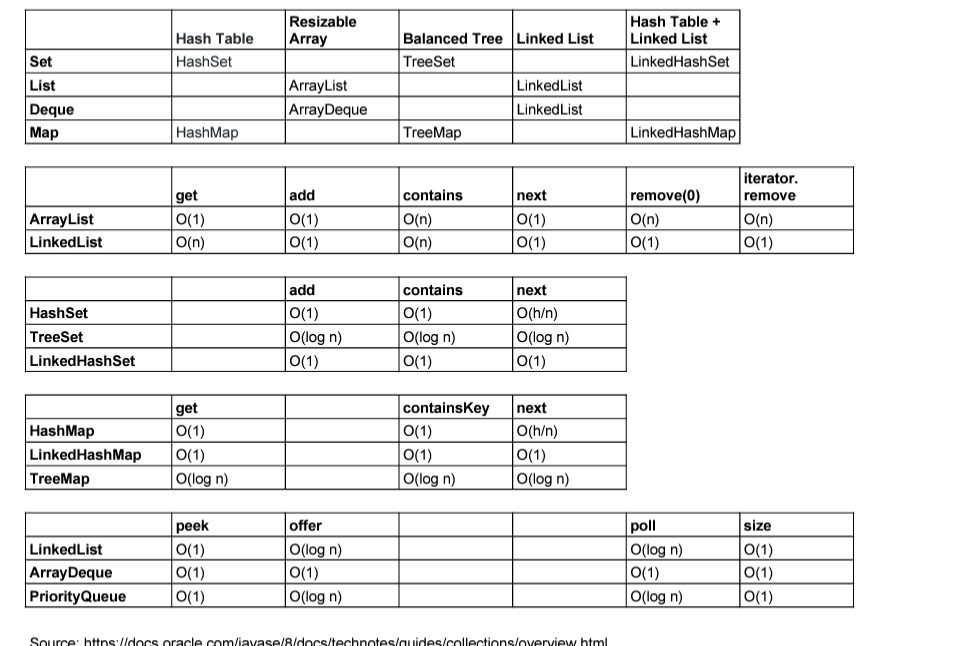 Hash Table Resizable Array Balanced Tree Linked List Hash Table + Linked List
Set HashSet TreeSet LinkedHashSet
List ArrayList LinkedList
Deque ArrayDeque LinkedList
Map HashMap TreeMap LinkedHashMap
get add contains next remove(0) iterator. remove
ArrayList O(1) O(1) O(n) O(1) O(n) O(n)
LinkedList O(n) O(1) O(n) O(1) O(1) O(1)
add contains next
HashSet O(1) O(1) O(h/n)
TreeSet O(log n) O(log n) O(log n)
LinkedHashSet O(1) O(1) O(1)
get containsKey next
HashMap O(1) O(1) O(h/n)
LinkedHashMap O(1) O(1) O(1)
TreeMap O(log n) O(log n) O(log n)
peek offer poll size
LinkedList O(1) O(log n) O(log n) O(1)
ArrayDeque O(1) O(1) O(1) O(1)
PriorityQueue O(1) O(log n) O(log n) O(1)
Source: https://docs.oracle.com/javase/8/docs/technotes/guides/collections/overview.html